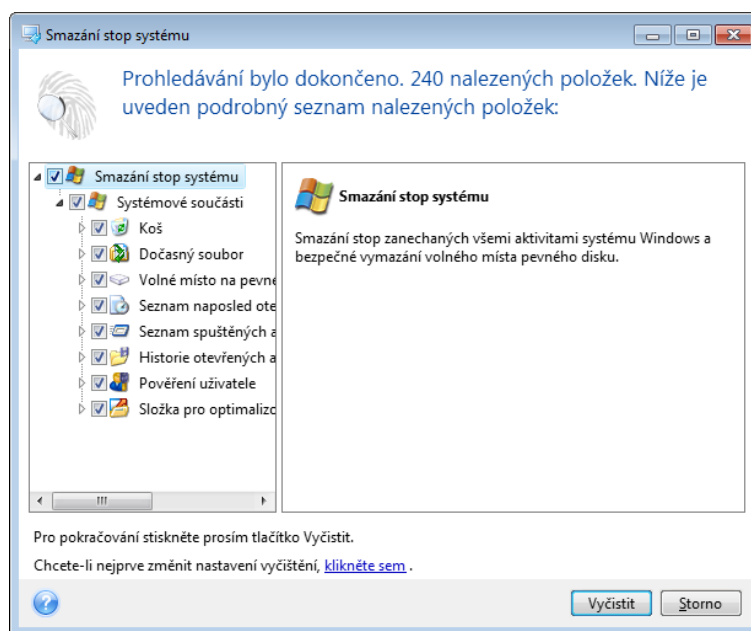 Smazání stop systému
Prohledávání bylo dokončeno. 240 nalezených položek. Níže je
uveden podrobný seznam nalezených položek:
Smazání stop systému
Systémové součásti
Koš
Dočasný soubor
Volné místo na pevné
Seznam naposled ote
Seznam spuštěných a
Historie otevřených a
Pověření uživatele
Složka pro optimalizo
Smazání stop systému
Smazání stop zanechaných všemi aktivitami systému Windows a
bezpečné vymazání volného místa pevného disku.
Pro pokračování stiskněte prosím tlačítko Vyčistit.
Chcete-li nejprve změnit nastavení vyčištění, klikněte sem .
Vyčistit
Storno